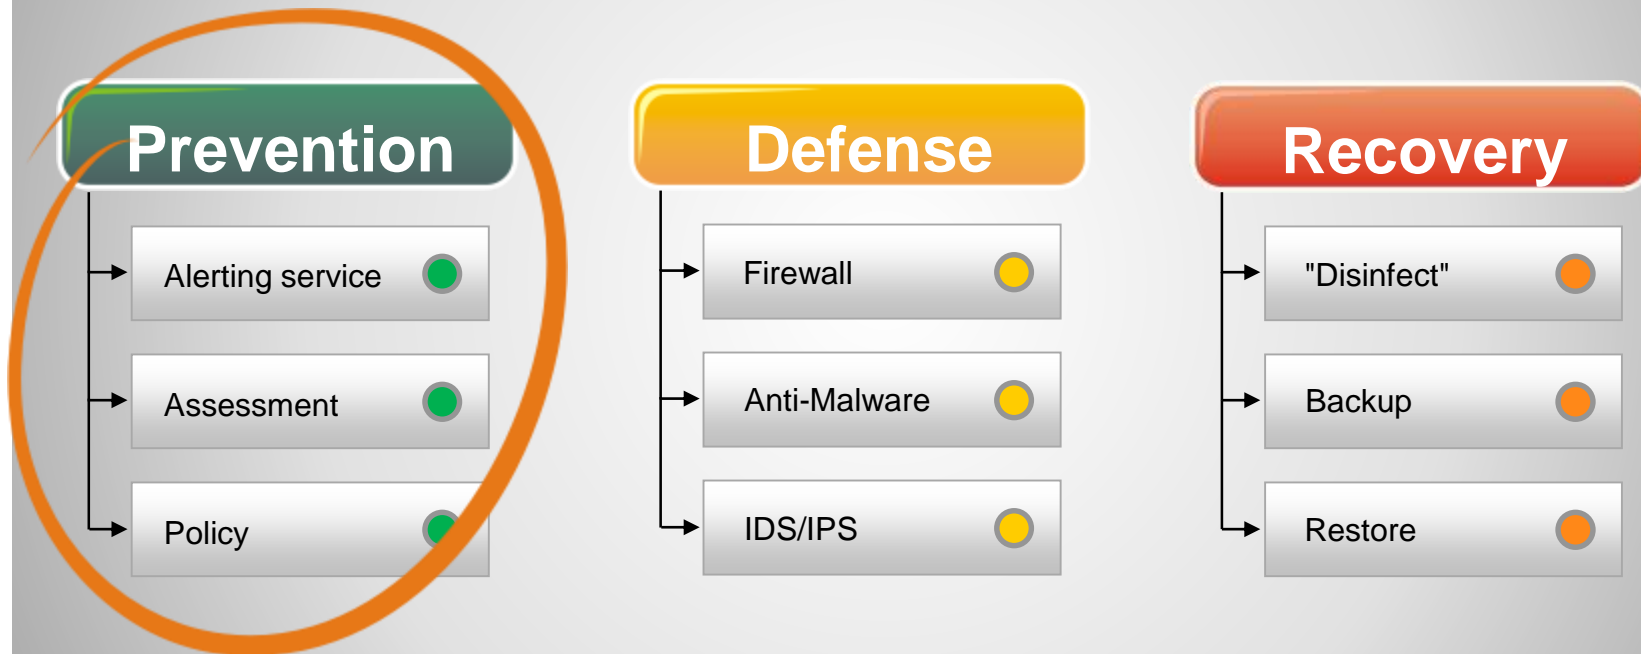 Prevention
Alerting service
Assessment
Policy
Defense
Firewall
Anti-Malware
IDS/IPS
Recovery
"Disinfect"
Backup
Restore